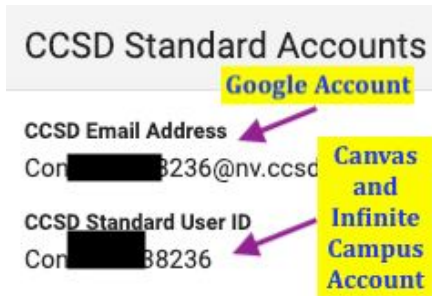 CCSD Standard Accounts
Google Account
CCSD Email Address
Con 8236@nv.ccsd
CCSD Standard User ID
Con 38236
Canvas
and
Infinite
Campus
Account